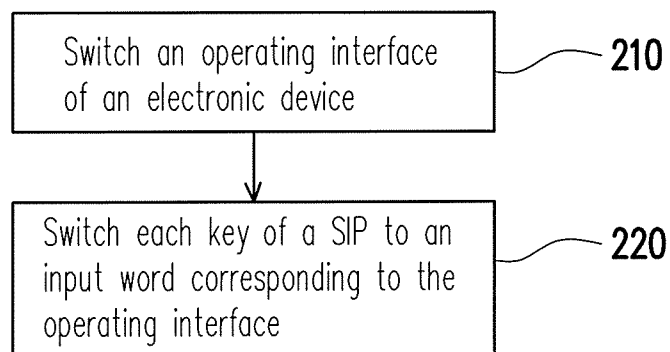 Switch an operating interface
of an electronic device
210
Switch each key of a SIP to an
input word corresponding to the
operating interface
220